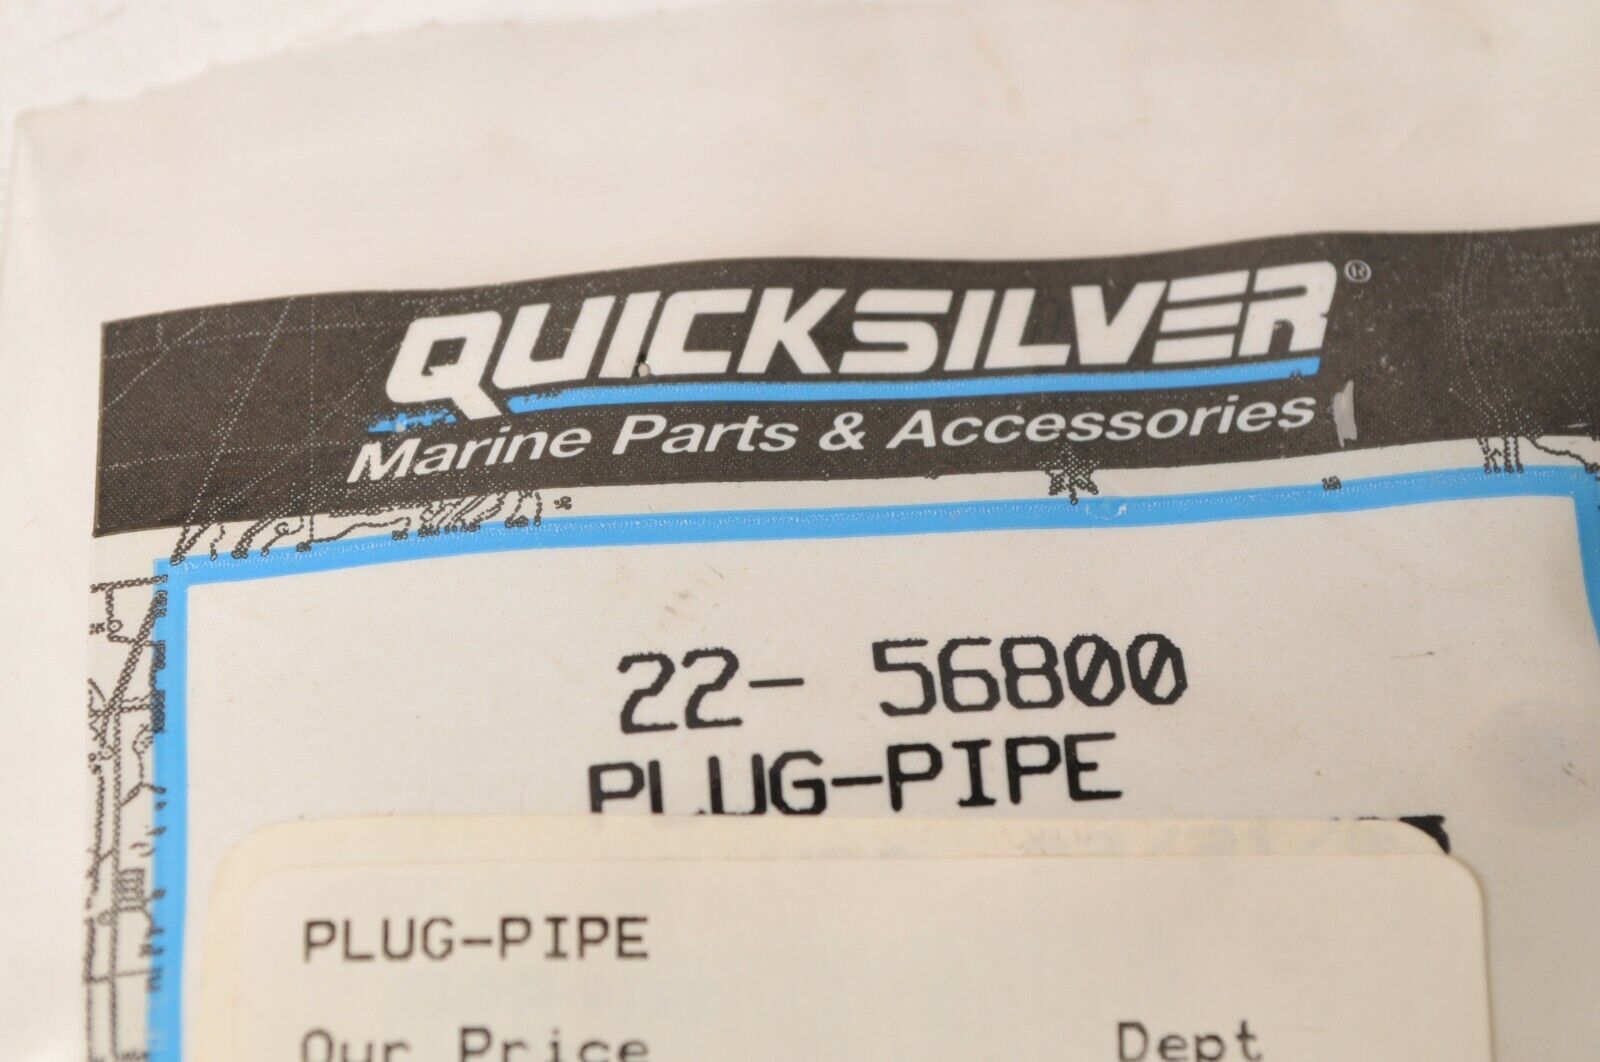 QUICKSILVER®
Marine Parts & Accessories
22- 56800
PLUG-PIPE
PLUG-PIPE
Our Price Dept